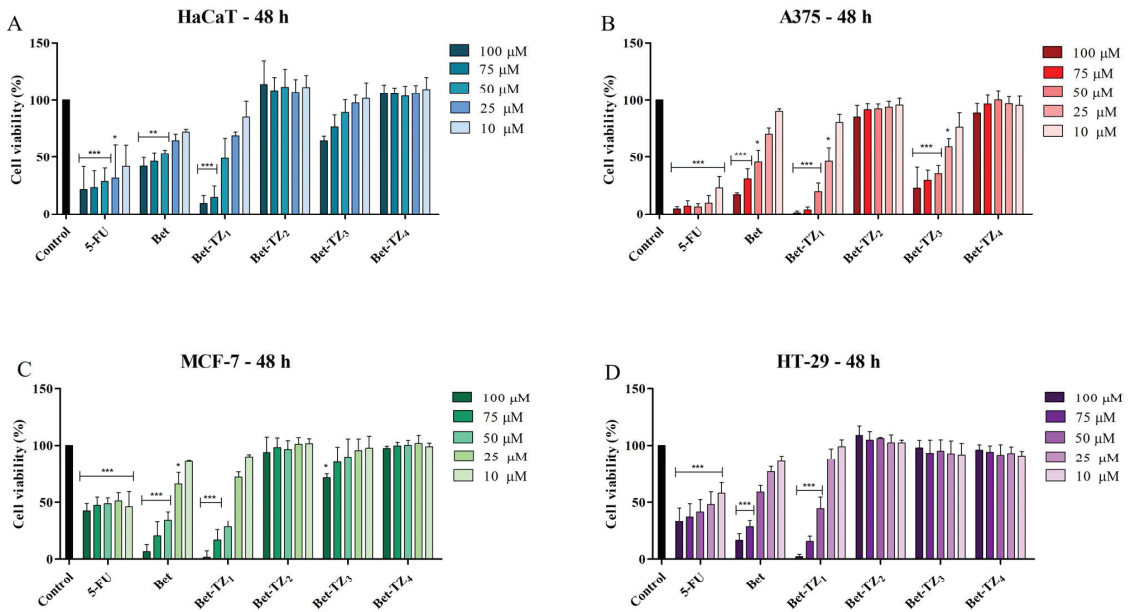 A
HaCaT - 48 h
Cell viability (%)
150
100
50
0
100 μM
75 μM
50 μM
25 μM
10 μM
***
*
**
***
Control
5-FU
Bet
Bet-TZ₁
Bet-TZ₂
Bet-TZ₃
Bet-TZ₄
B
A375 - 48 h
Cell viability (%)
150
100
50
0
100 μM
75 μM
50 μM
25 μM
10 μM
***
***
*
***
*
***
*
Control
5-FU
Bet
Bet-TZ₁
Bet-TZ₂
Bet-TZ₃
Bet-TZ₄
C
MCF-7 - 48 h
Cell viability (%)
150
100
50
0
100 μM
75 μM
50 μM
25 μM
10 μM
***
***
*
***
*
Control
5-FU
Bet
Bet-TZ₁
Bet-TZ₂
Bet-TZ₃
Bet-TZ₄
D
HT-29 - 48 h
Cell viability (%)
150
100
50
0
100 μM
75 μM
50 μM
25 μM
10 μM
***
***
***
Control
5-FU
Bet
Bet-TZ₁
Bet-TZ₂
Bet-TZ₃
Bet-TZ₄